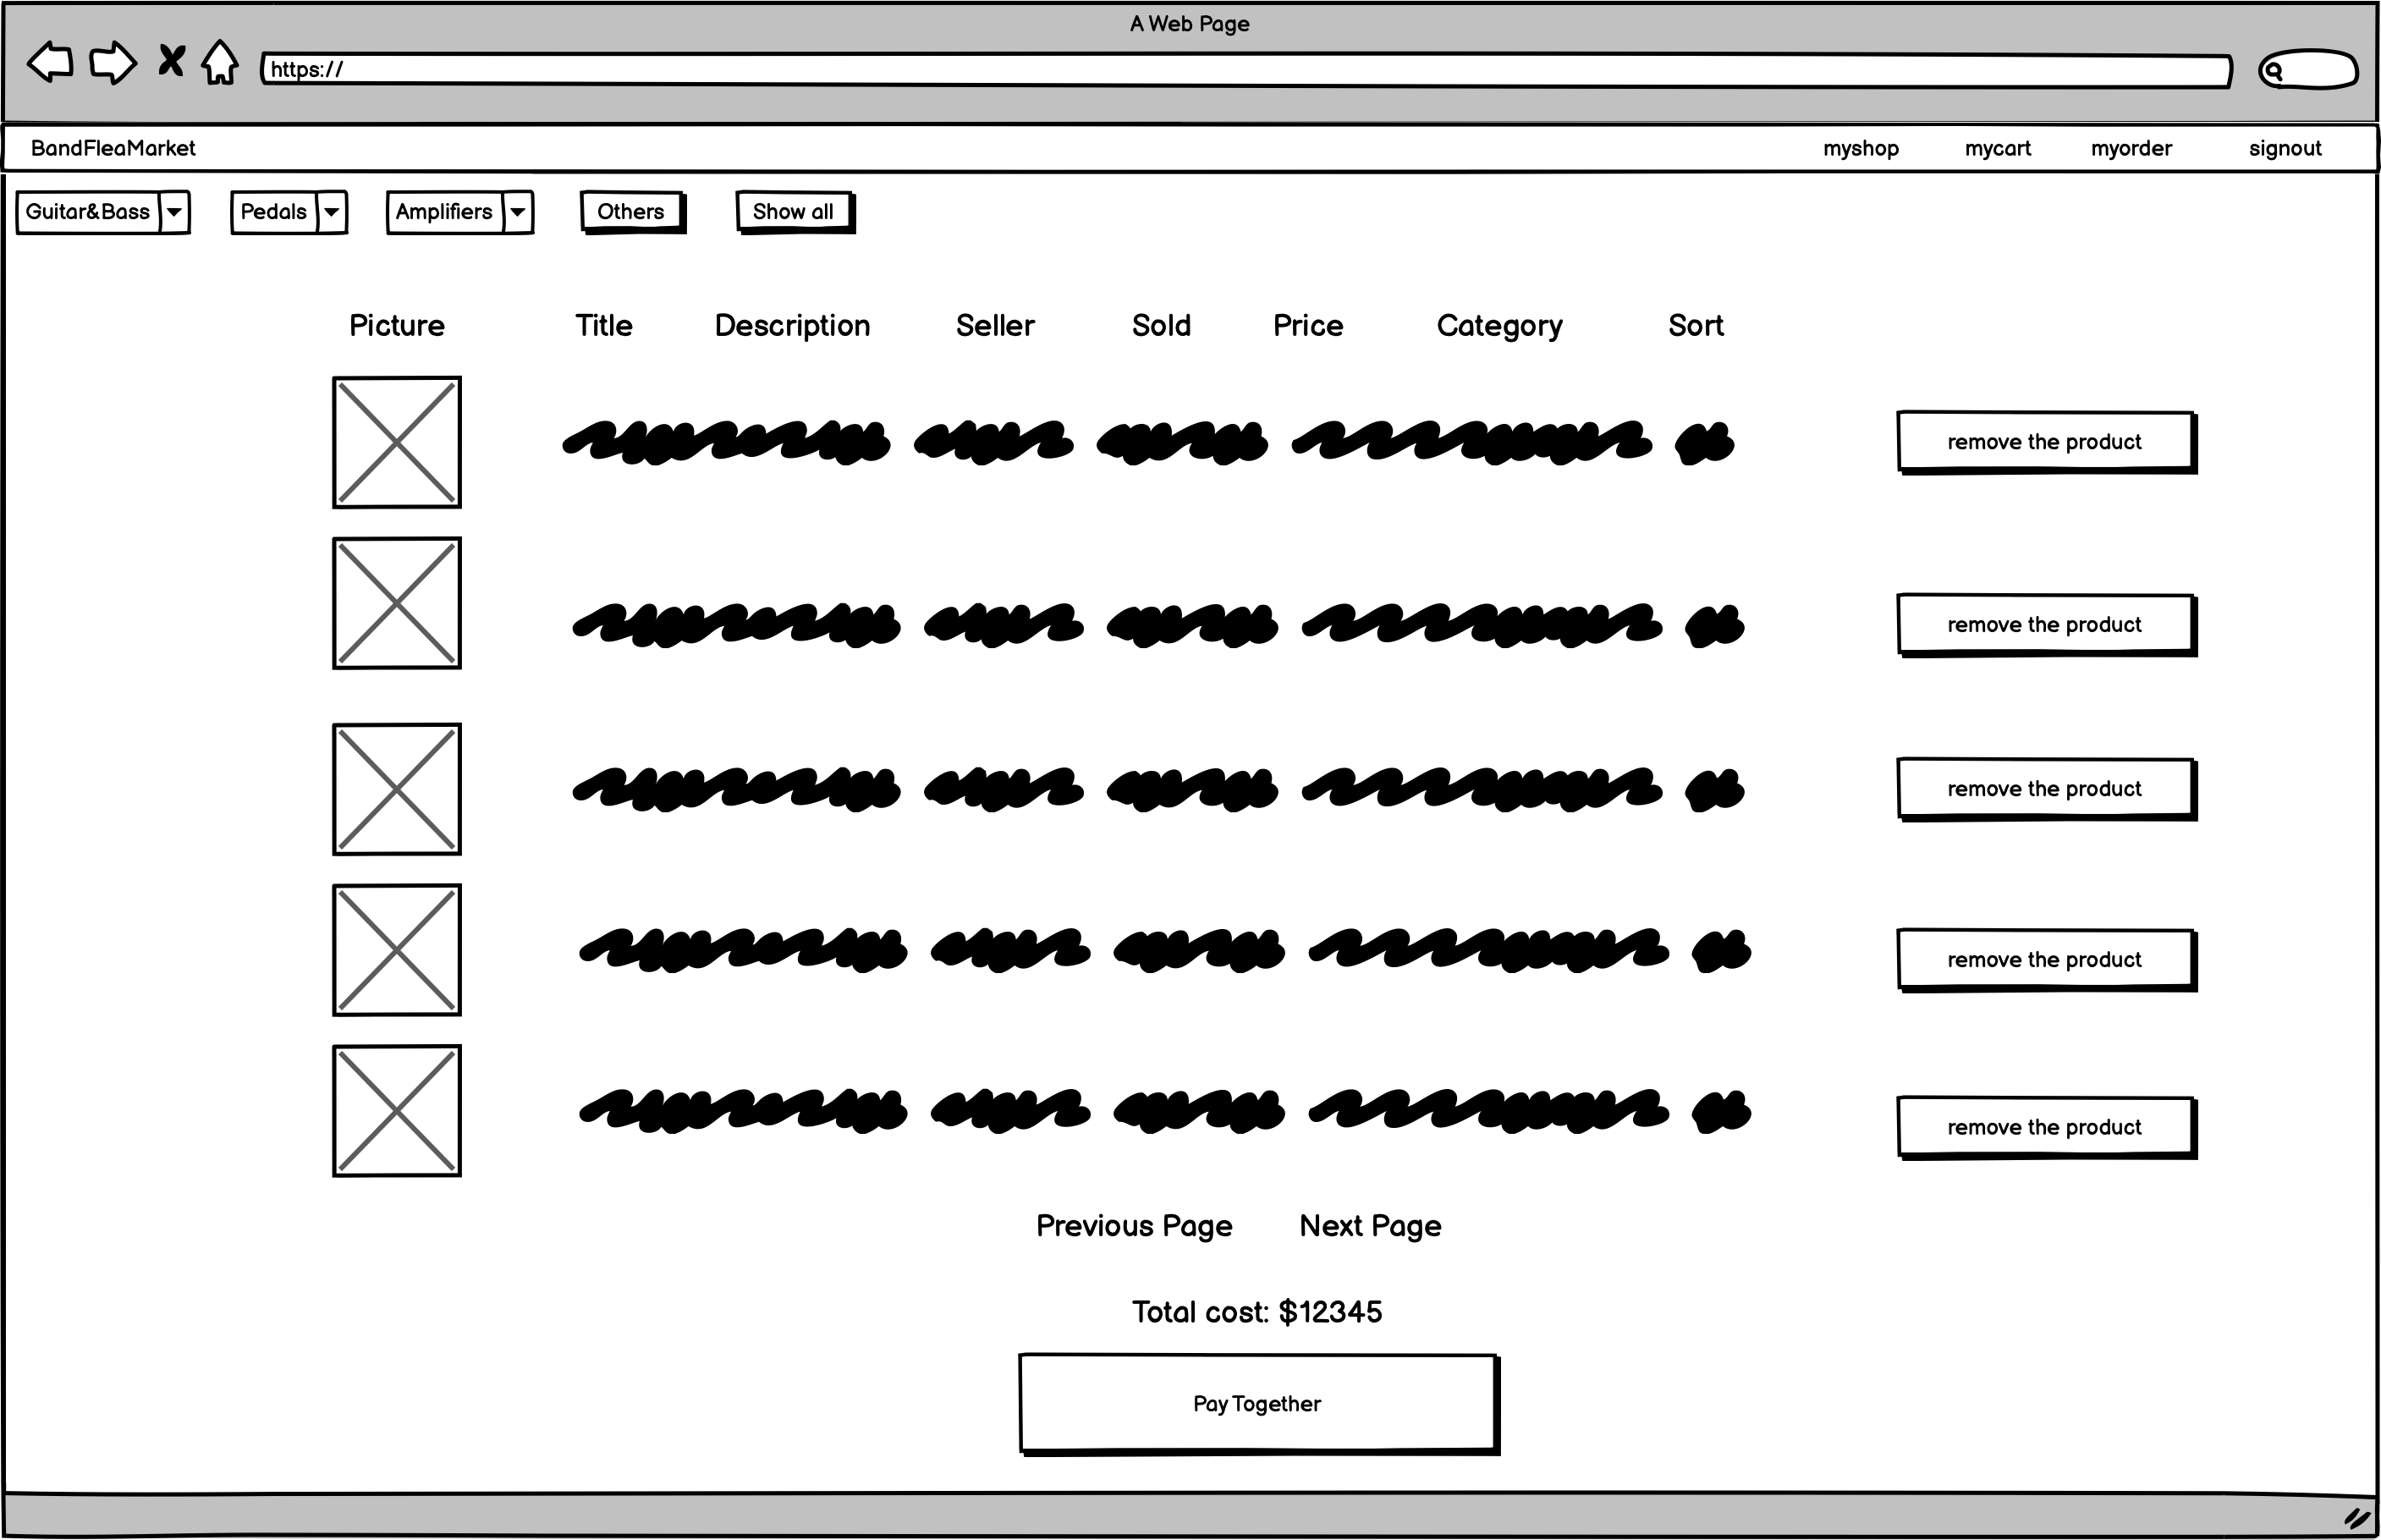 A Web Page
https://
BandFleaMarket myshop mycart myorder signout
Guitar&Bass Pedals Amplifiers Others Show all
Picture Title Description Seller Sold Price Category Sort
remove the product
remove the product
remove the product
remove the product
remove the product
Previous Page Next Page
Total cost: $12345
Pay Together